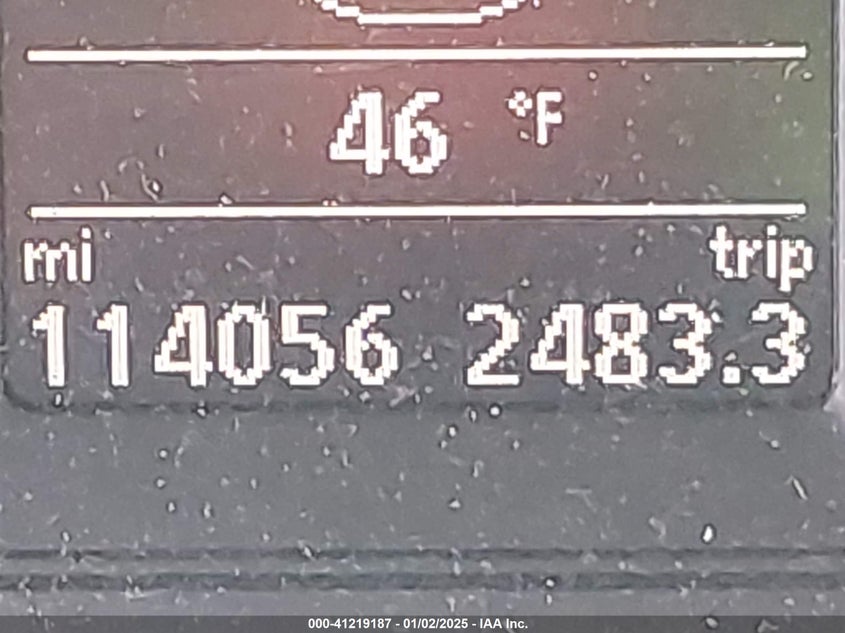 46 °F
mi trip
114056 2483.3
000-41219187 - 01/02/2025 - IAA Inc.